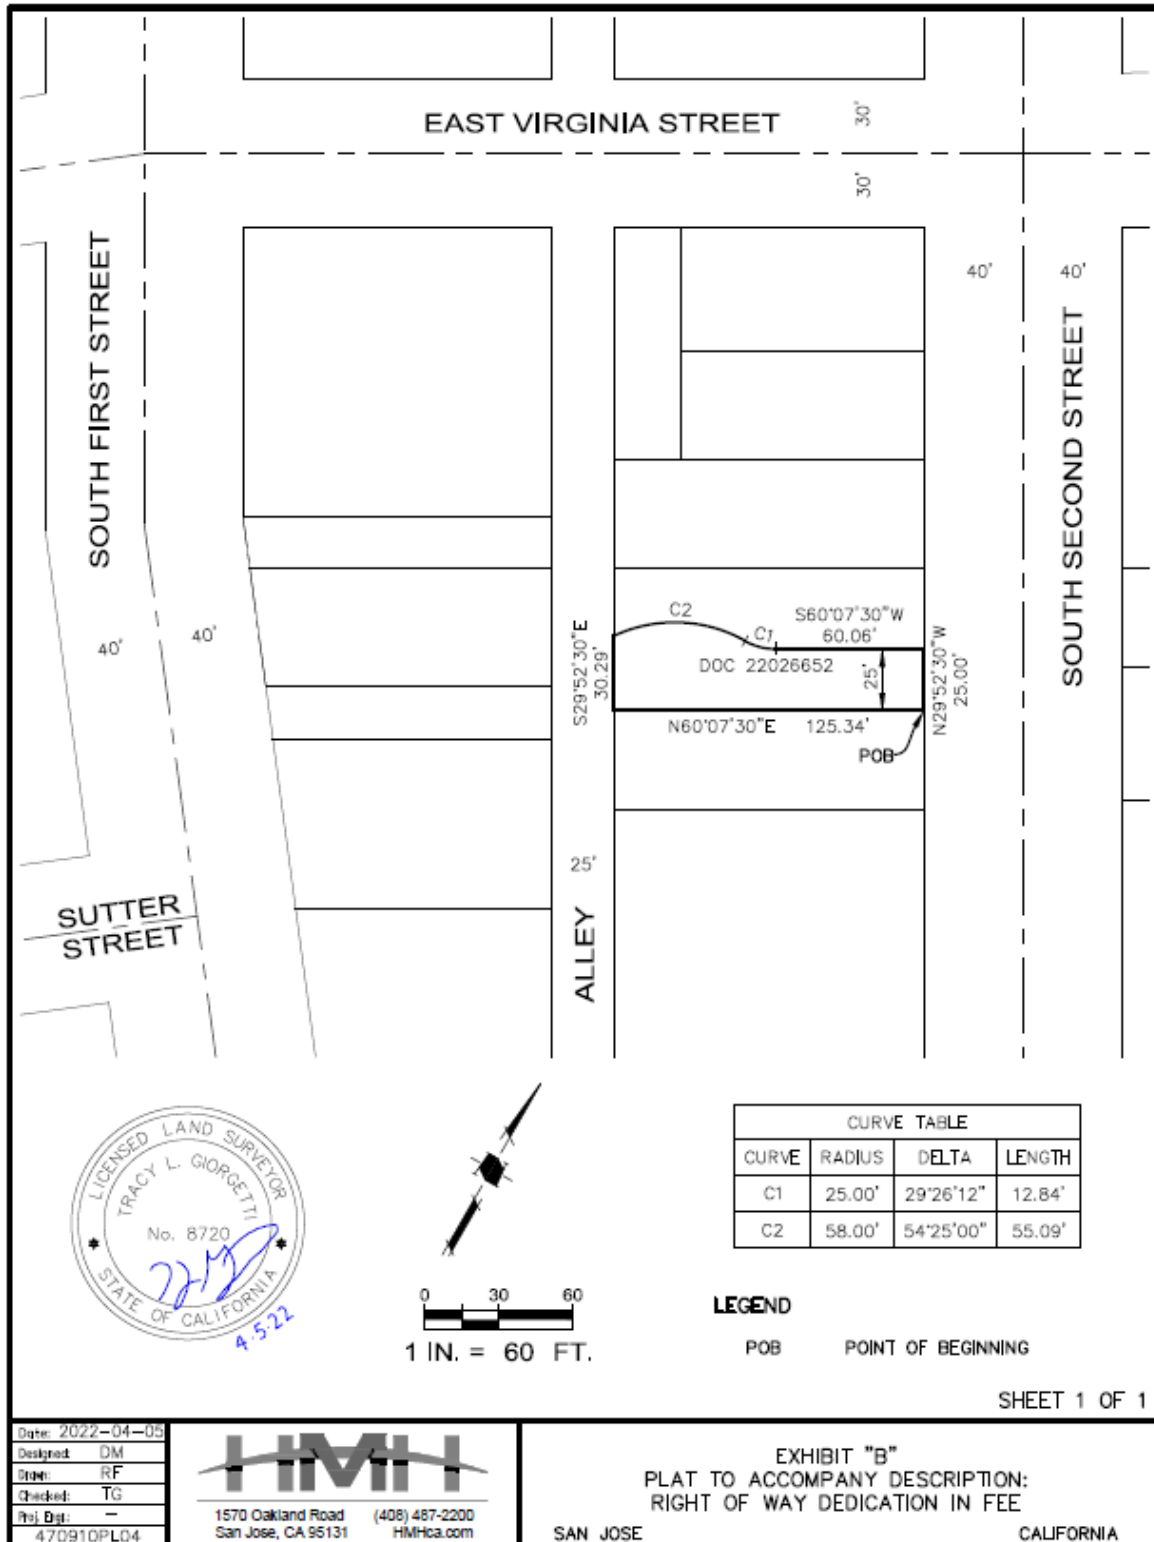 EAST VIRGINIA STREET
30'
30'
SOUTH FIRST STREET
40'
40'
SOUTH SECOND STREET
40'
40'
C2
C1
S60°07'30"W
60.06'
DOC 22026652
25'
S29°52'30"E
30.29'
N29°52'30"W
25.00'
N60°07'30"E 125.34'
POB
25'
ALLEY
SUTTER
STREET
LICENSED LAND SURVEYOR
TRACY L. GIORGETTI
No. 8720
STATE OF CALIFORNIA
4-5-22
0 30 60
1 IN. = 60 FT.
CURVE TABLE
CURVE RADIUS DELTA LENGTH
C1 25.00' 29°26'12" 12.84'
C2 58.00' 54°25'00" 55.09'
LEGEND
POB POINT OF BEGINNING
SHEET 1 OF 1
Date: 2022-04-05
Designed: DM
Drawn: RF
Checked: TG
Proj. Engr.: –
470910PL04
HMH
1570 Oakland Road (408) 487-2200
San Jose, CA 95131 HMHca.com
EXHIBIT "B"
PLAT TO ACCOMPANY DESCRIPTION:
RIGHT OF WAY DEDICATION IN FEE
SAN JOSE CALIFORNIA